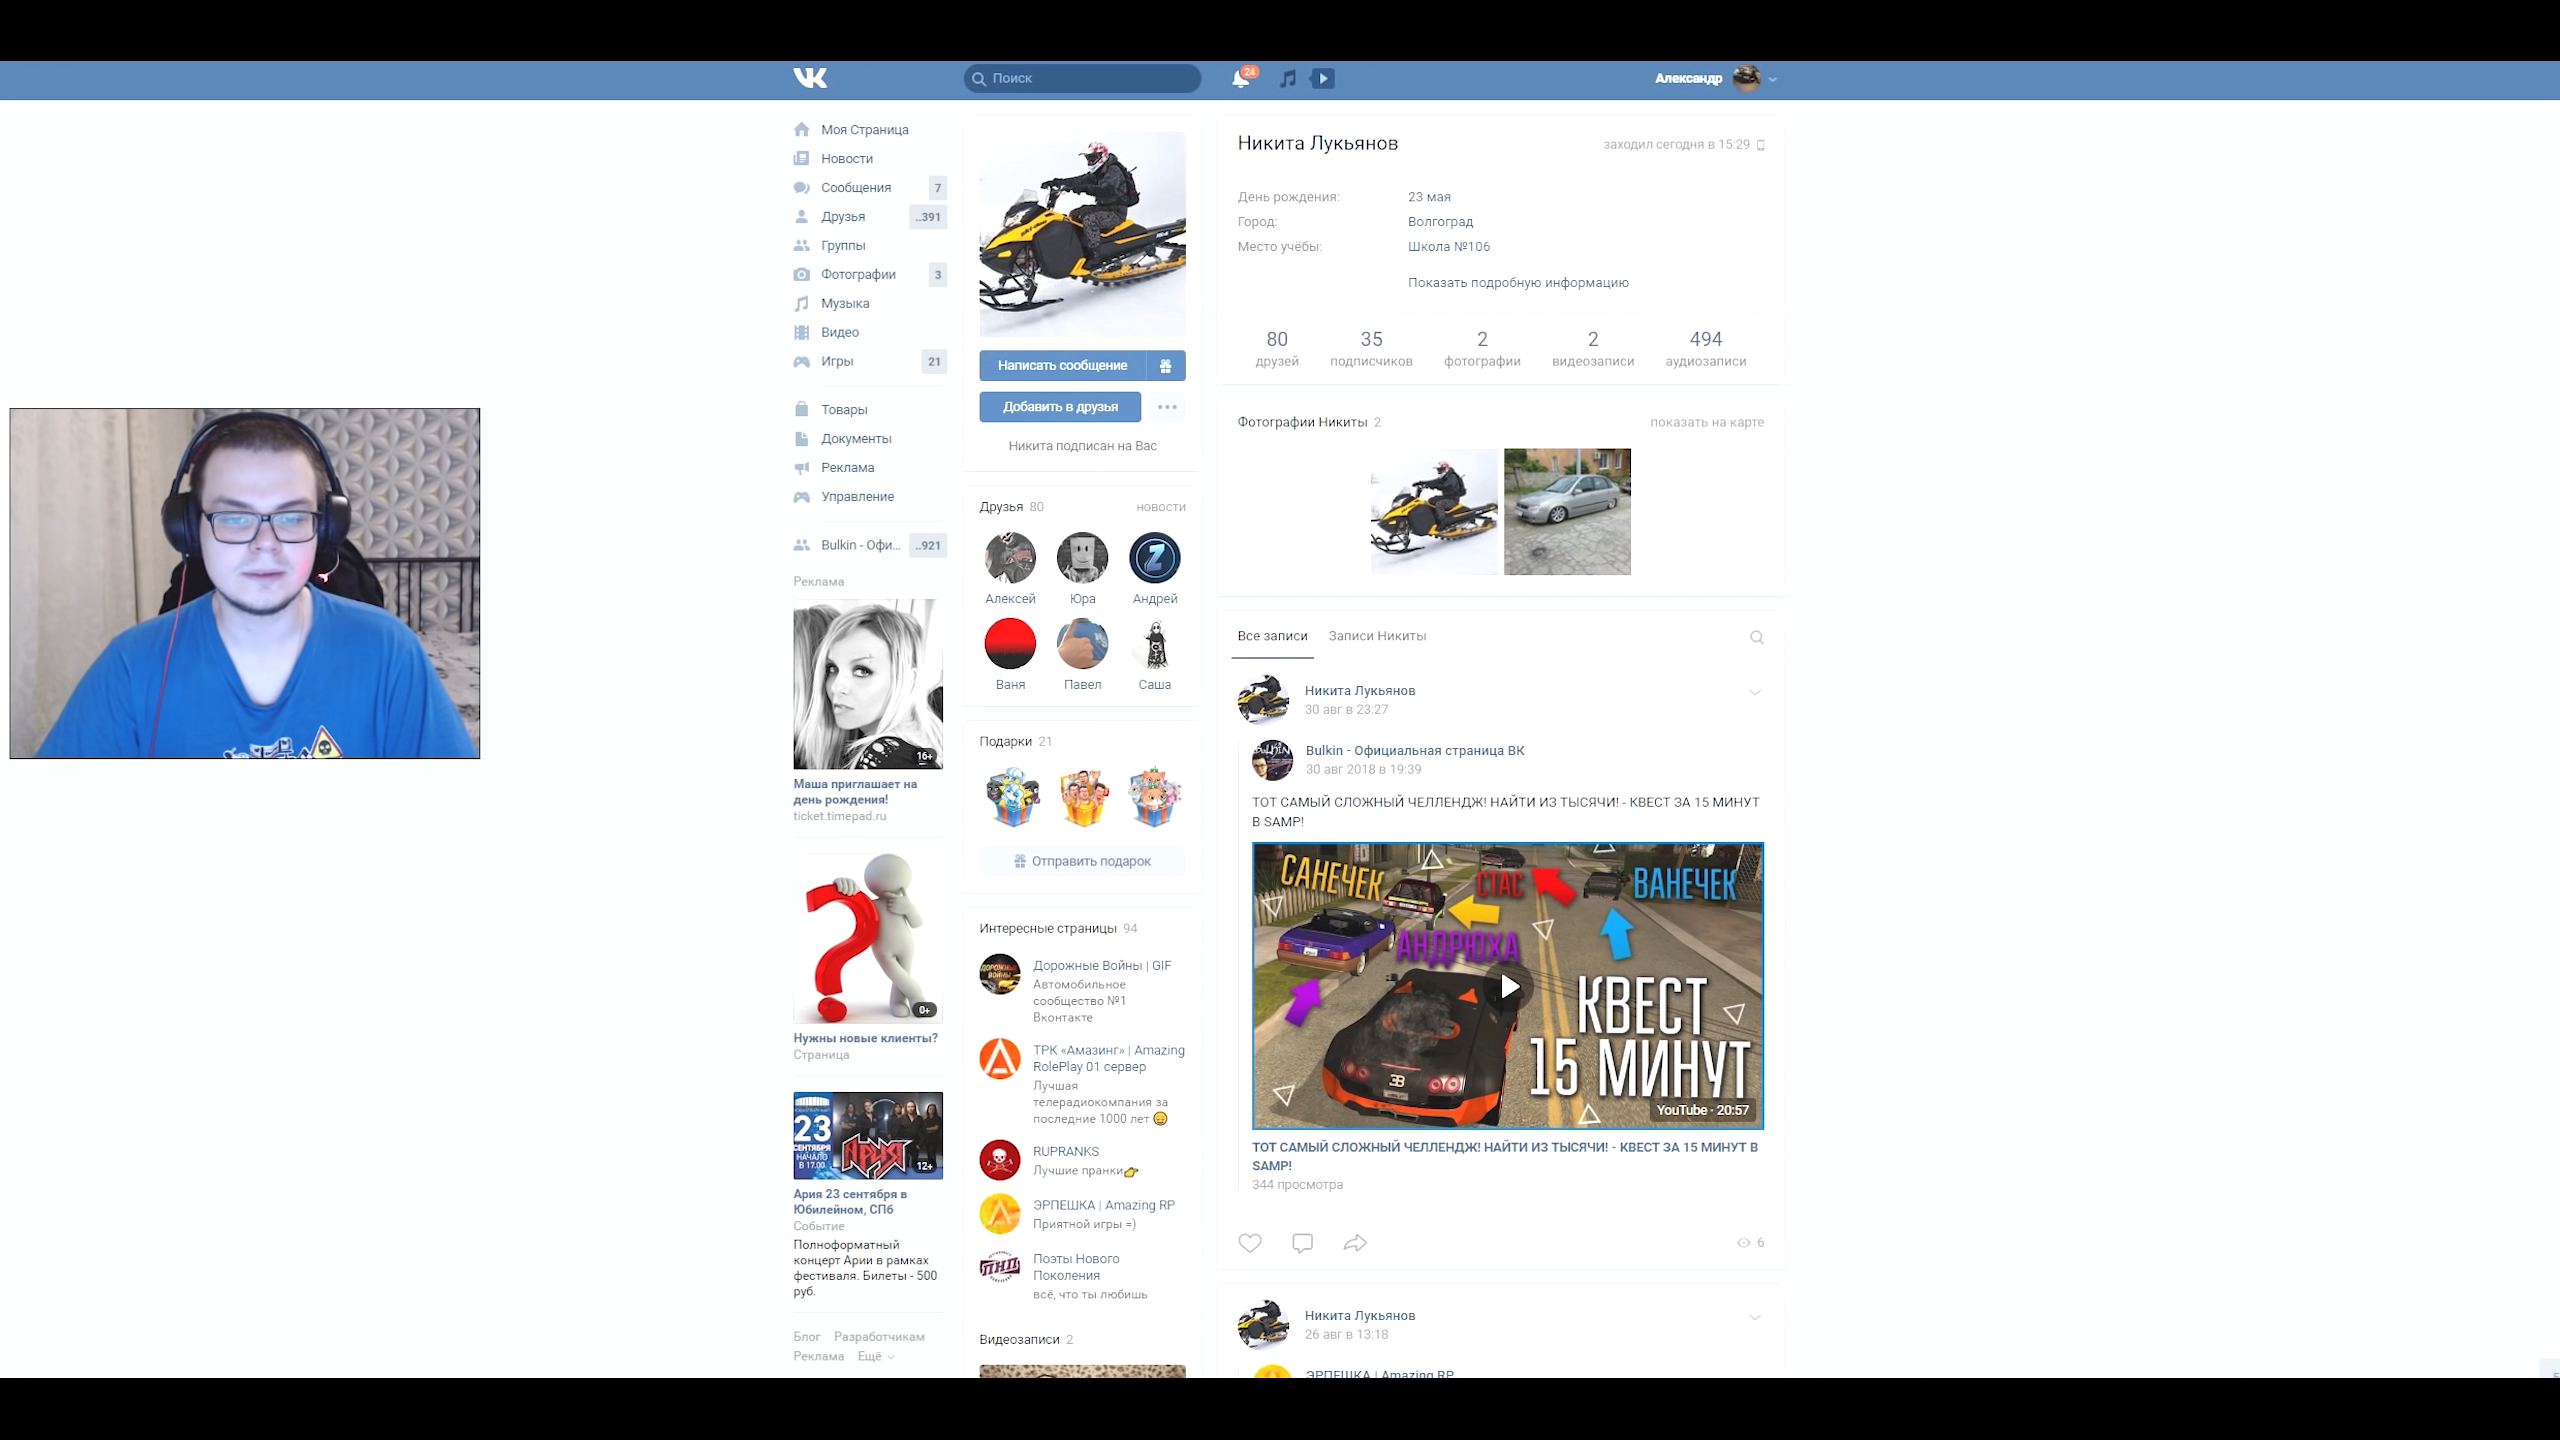 Поиск
24
Александр
Моя Страница
Новости
Сообщения 7
Друзья ..391
Группы
Фотографии 3
Музыка
Видео
Игры 21
Товары
Документы
Реклама
Управление
Bulkin - Офи... ..921
Реклама
16+
Маша приглашает на
день рождения!
ticket.timepad.ru
0+
Нужны новые клиенты?
Страница
23
СЕНТЯБРЯ
НАЧАЛО
В 17.00
АРИЯ
12+
Ария 23 сентября в
Юбилейном, СПб
Событие
Полноформатный
концерт Арии в рамках
фестиваля. Билеты - 500
руб.
Блог Разработчикам
Реклама Ещё
Написать сообщение
Добавить в друзья
Никита подписан на Вас
Друзья 80 новости
Алексей Юра Андрей
Ваня Павел Саша
Подарки 21
Отправить подарок
Интересные страницы 94
Дорожные Войны | GIF
Автомобильное
сообщество №1
Вконтакте
ТРК «Амазинг» | Amazing
RolePlay 01 сервер
Лучшая
телерадиокомпания за
последние 1000 лет 😑
RUPRANKS
Лучшие пранки👉
ЭРПЕШКА | Amazing RP
Приятной игры =)
ПНП
Поэты Нового
Поколения
всё, что ты любишь
Видеозаписи 2
Никита Лукьянов заходил сегодня в 15:29
День рождения: 23 мая
Город: Волгоград
Место учёбы: Школа №106
Показать подробную информацию
80 35 2 2 494
друзей подписчиков фотографии видеозаписи аудиозаписи
Фотографии Никиты 2 показать на карте
Все записи Записи Никиты
Никита Лукьянов
30 авг в 23:27
Bulkin - Официальная страница ВК
30 авг 2018 в 19:39
ТОТ САМЫЙ СЛОЖНЫЙ ЧЕЛЛЕНДЖ! НАЙТИ ИЗ ТЫСЯЧИ! - КВЕСТ ЗА 15 МИНУТ
В SAMP!
САНЕЧЕК СТАС ВАНЕЧЕК
АНДРЮХА
КВЕСТ
15 МИНУТ
YouTube · 20:57
ТОТ САМЫЙ СЛОЖНЫЙ ЧЕЛЛЕНДЖ! НАЙТИ ИЗ ТЫСЯЧИ! - КВЕСТ ЗА 15 МИНУТ В
SAMP!
344 просмотра
6
Никита Лукьянов
26 авг в 13:18
ЭРПЕШКА | Amazing RP